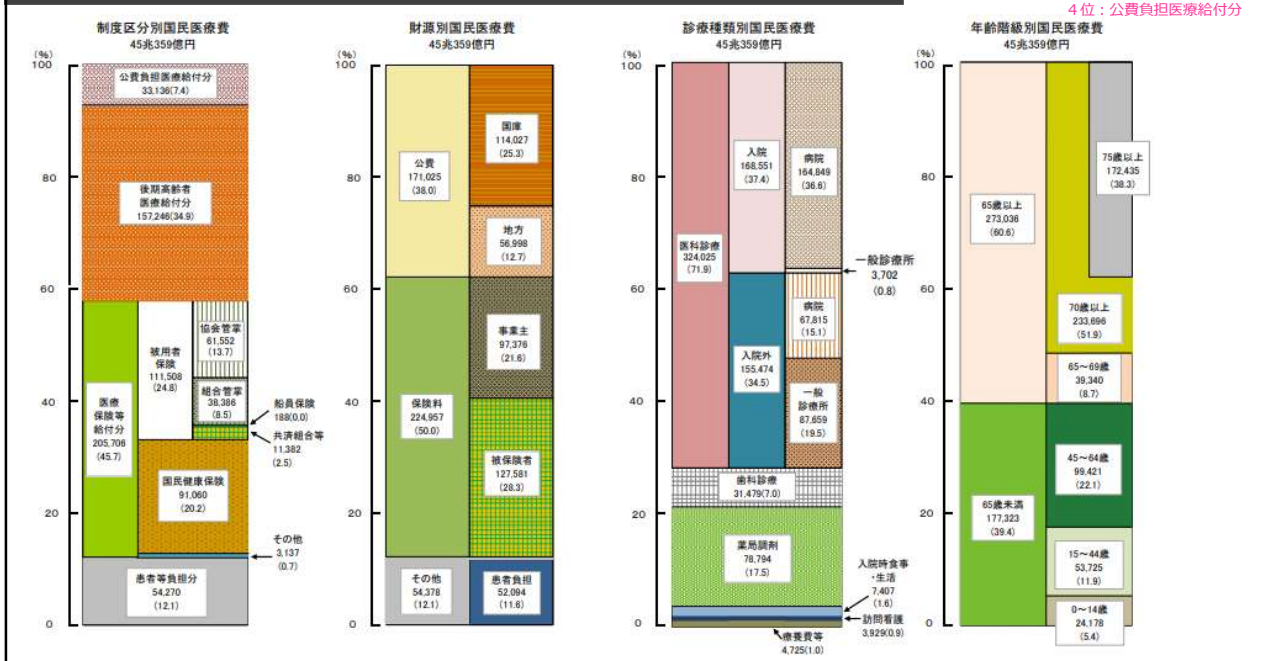 4位：公費負担医療給付分
制度区分別国民医療費
45兆359億円
(%)
100
80
60
40
20
0
公費負担医療給付分
33,136(7.4)
後期高齢者
医療給付分
157,246(34.9)
医療
保険等
給付分
205,706
(45.7)
被用者
保険
111,508
(24.8)
協会管掌
61,552
(13.7)
組合管掌
38,386
(8.5)
船員保険
188(0.0)
共済組合等
11,382
(2.5)
国民健康保険
91,060
(20.2)
その他
3,137
(0.7)
患者等負担分
54,270
(12.1)
財源別国民医療費
45兆359億円
(%)
100
80
60
40
20
0
公費
171,025
(38.0)
国庫
114,027
(25.3)
地方
56,998
(12.7)
保険料
224,957
(50.0)
事業主
97,376
(21.6)
被保険者
127,581
(28.3)
その他
54,378
(12.1)
患者負担
52,094
(11.6)
診療種類別国民医療費
45兆359億円
(%)
100
80
60
40
20
0
医科診療
324,025
(71.9)
入院
168,551
(37.4)
病院
164,849
(36.6)
一般診療所
3,702
(0.8)
入院外
155,474
(34.5)
病院
67,815
(15.1)
一般
診療所
87,659
(19.5)
歯科診療
31,479(7.0)
薬局調剤
78,794
(17.5)
入院時食事
・生活
7,407
(1.6)
訪問看護
3,929(0.9)
療養費等
4,725(1.0)
年齢階級別国民医療費
45兆359億円
(%)
100
80
60
40
20
0
65歳以上
273,036
(60.6)
75歳以上
172,435
(38.3)
70歳以上
233,696
(51.9)
65～69歳
39,340
(8.7)
65歳未満
177,323
(39.4)
45～64歳
99,421
(22.1)
15～44歳
53,725
(11.9)
0～14歳
24,178
(5.4)